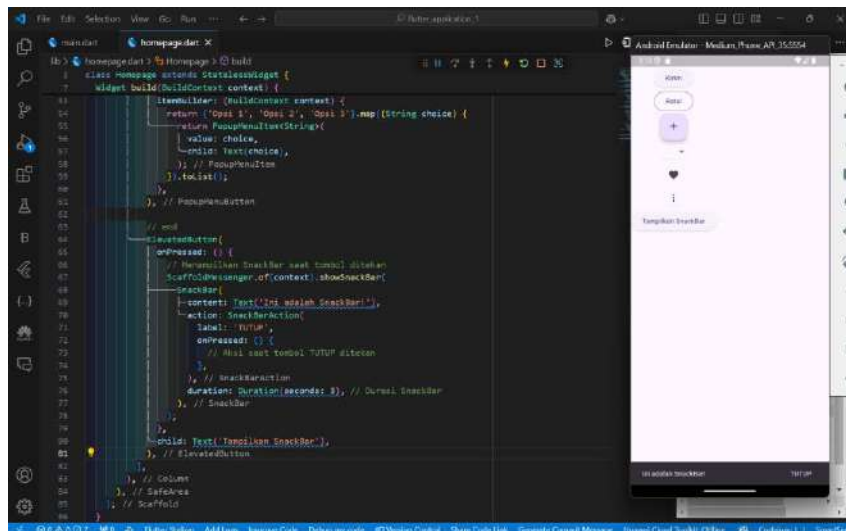 File Edit Selection View Go Run ...
main.dart
homepage.dart
lib > homepage.dart > Homepage > build
class Homepage extends StatelessWidget {
Widget build(BuildContext context) {
itemBuilder: (BuildContext context) {
return ['Opsi 1', 'Opsi 2', 'Opsi 3'].map((String choice) {
return PopupMenuItem<String>(
value: choice,
child: Text(choice),
); // PopupMenuItem
}).toList();
},
), // PopupMenuButton
// end
ElevatedButton(
onPressed: () {
// Menampilkan SnackBar saat tombol ditekan
ScaffoldMessenger.of(context).showSnackBar(
SnackBar(
content: Text('Ini adalah SnackBar!'),
action: SnackBarAction(
label: 'TUTUP',
onPressed: () {
// Aksi saat tombol TUTUP ditekan
},
), // SnackBarAction
duration: Duration(seconds: 3), // Durasi SnackBar
), // SnackBar
);
},
child: Text('Tampilkan SnackBar'),
), // ElevatedButton
],
), // Column
), // SafeArea
); // Scaffold
}
Android Emulator - Medium_Phone_API_35:5554
Kirim
Batal
Tampilkan SnackBar
Ini adalah SnackBar!
TUTUP